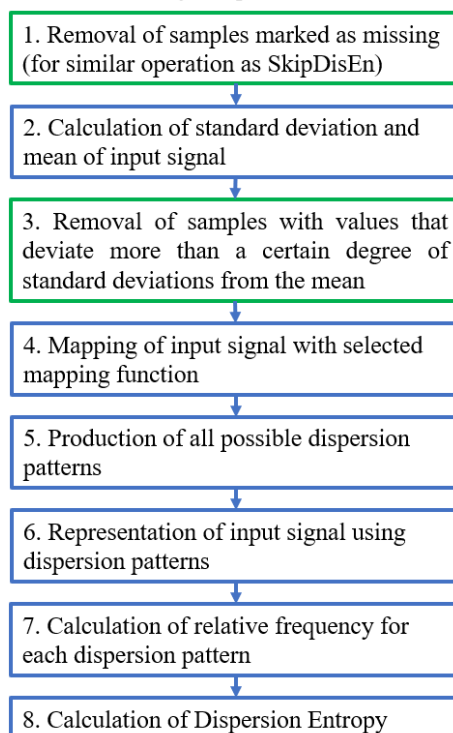 1. Removal of samples marked as missing
(for similar operation as SkipDisEn)
2. Calculation of standard deviation and
mean of input signal
3. Removal of samples with values that
deviate more than a certain degree of
standard deviations from the mean
4. Mapping of input signal with selected
mapping function
5. Production of all possible dispersion
patterns
6. Representation of input signal using
dispersion patterns
7. Calculation of relative frequency for
each dispersion pattern
8. Calculation of Dispersion Entropy